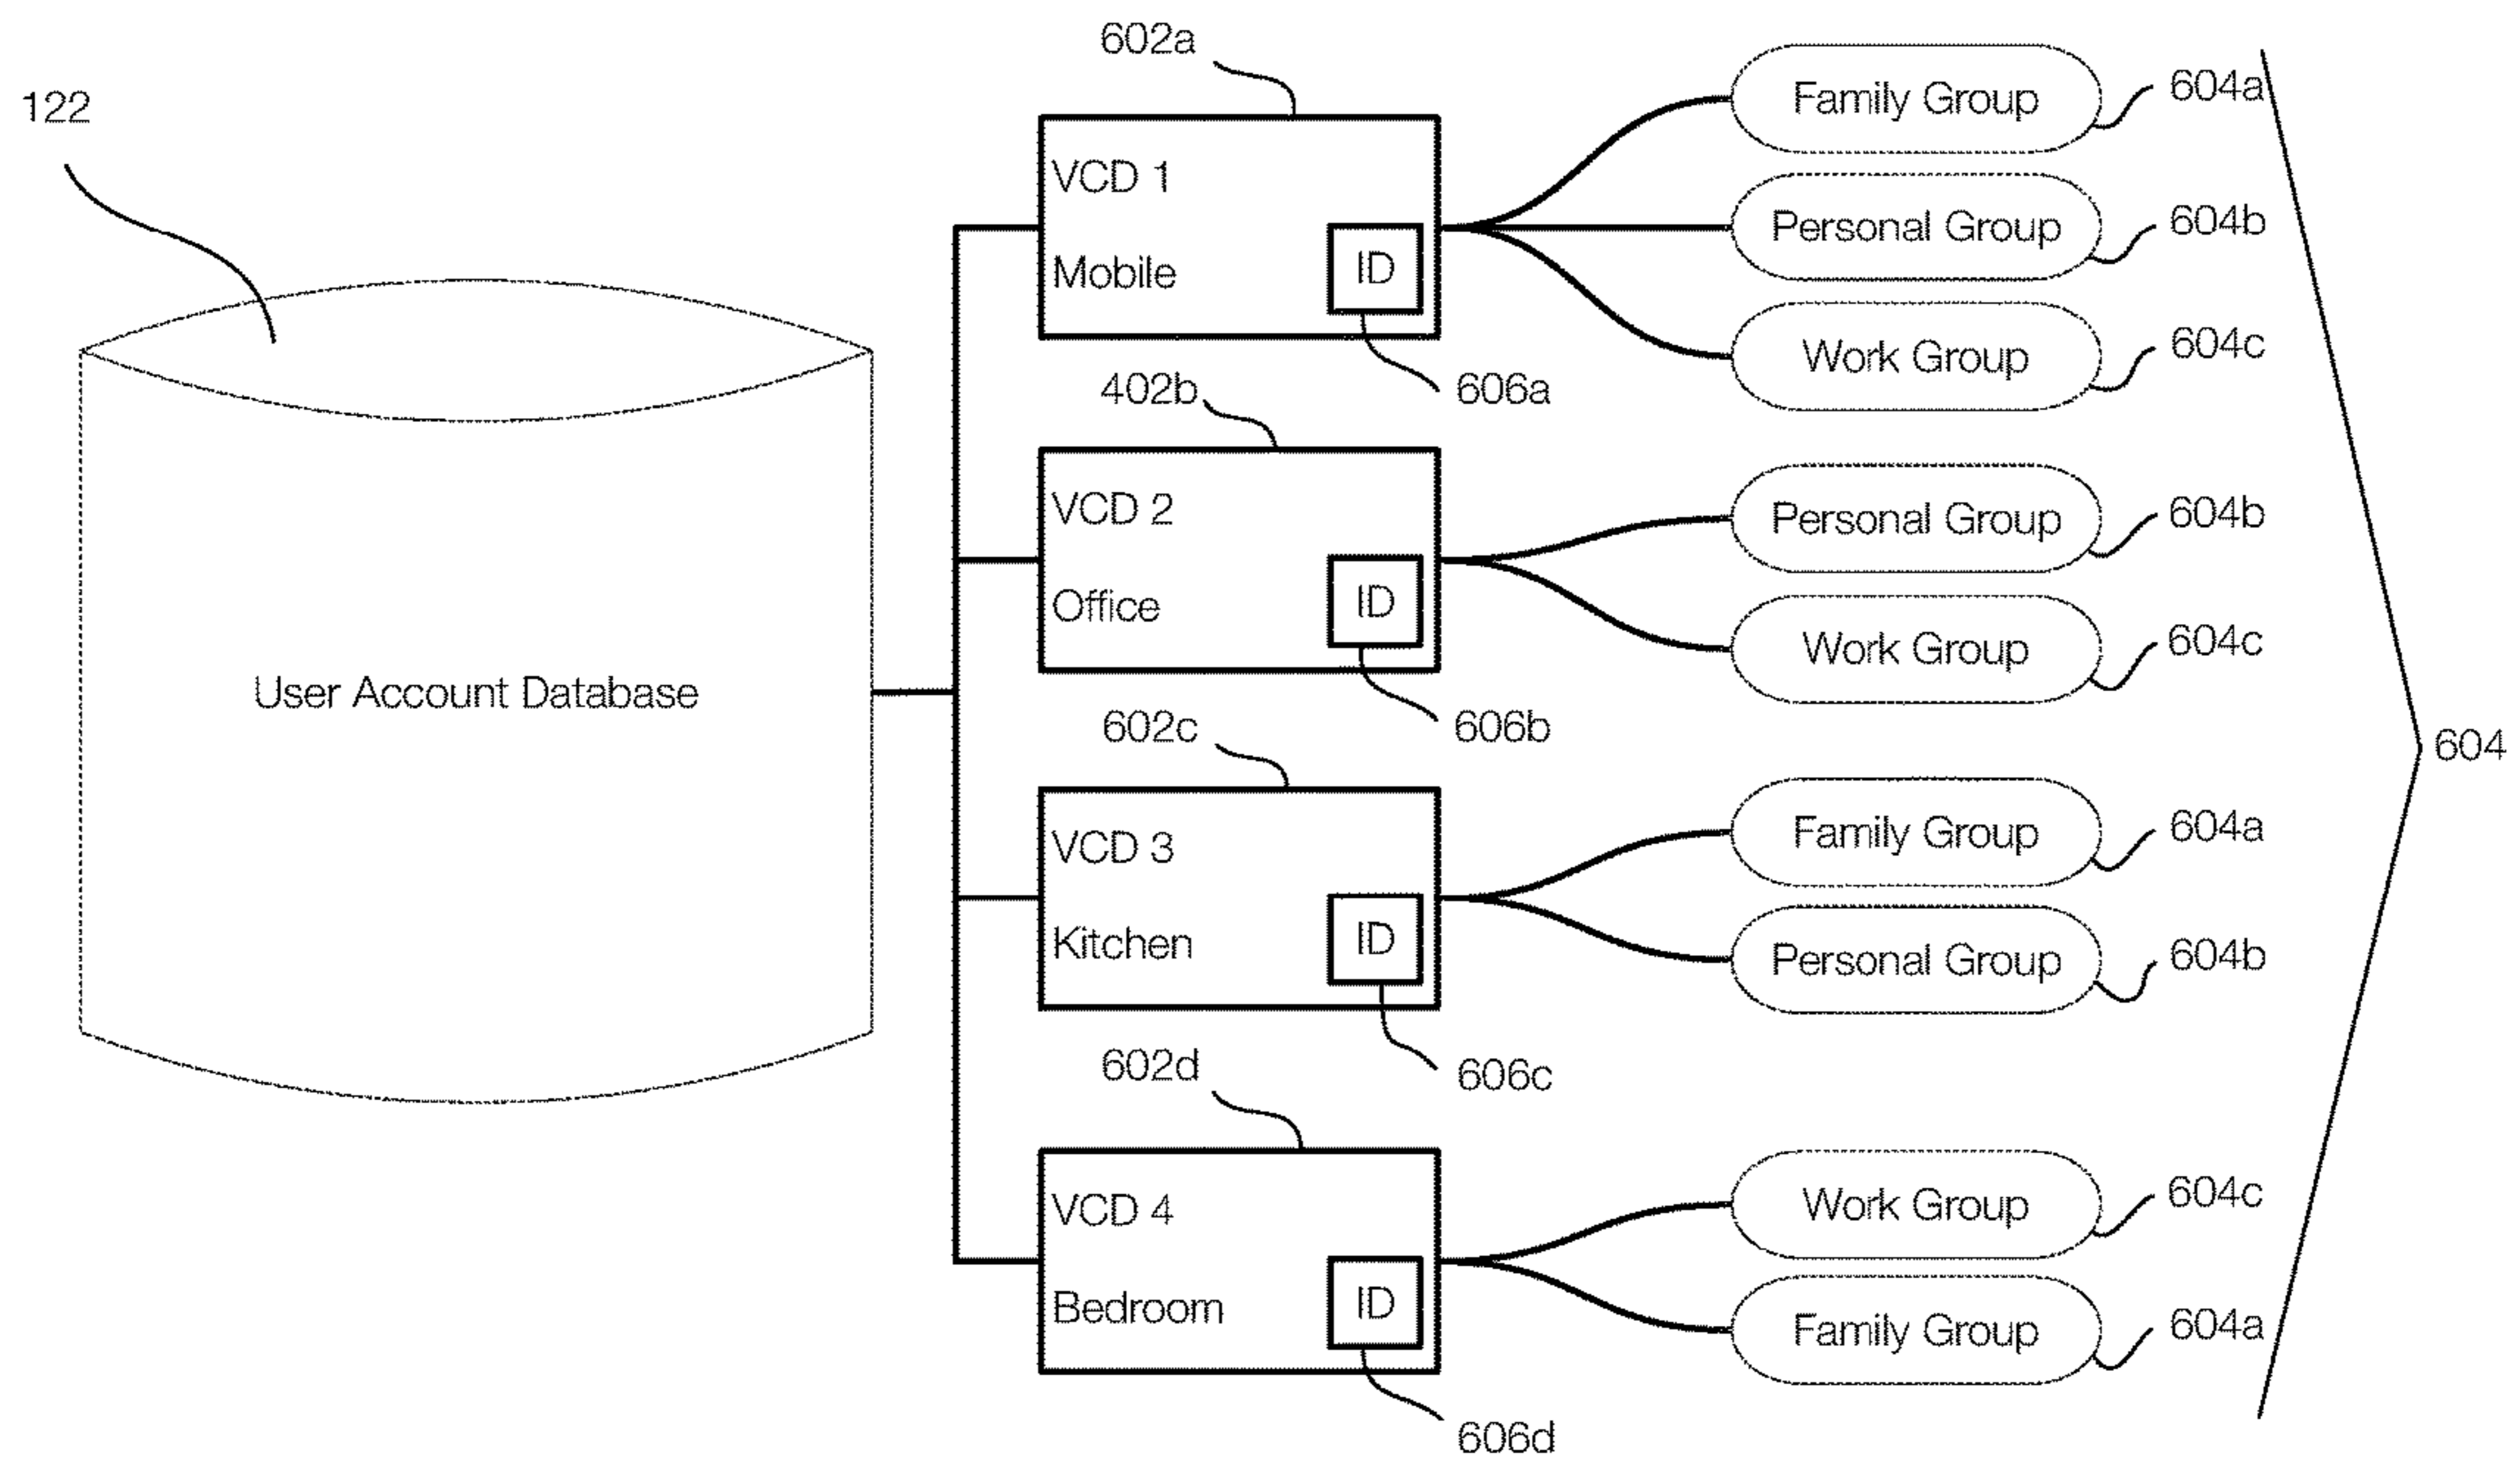 122
User Account Database
602a
VCD 1
Mobile
ID
606a
Family Group
604a
Personal Group
604b
Work Group
604c
402b
VCD 2
Office
ID
606b
Personal Group
604b
Work Group
604c
602c
VCD 3
Kitchen
ID
606c
Family Group
604a
Personal Group
604b
602d
VCD 4
Bedroom
ID
606d
Work Group
604c
Family Group
604a
604